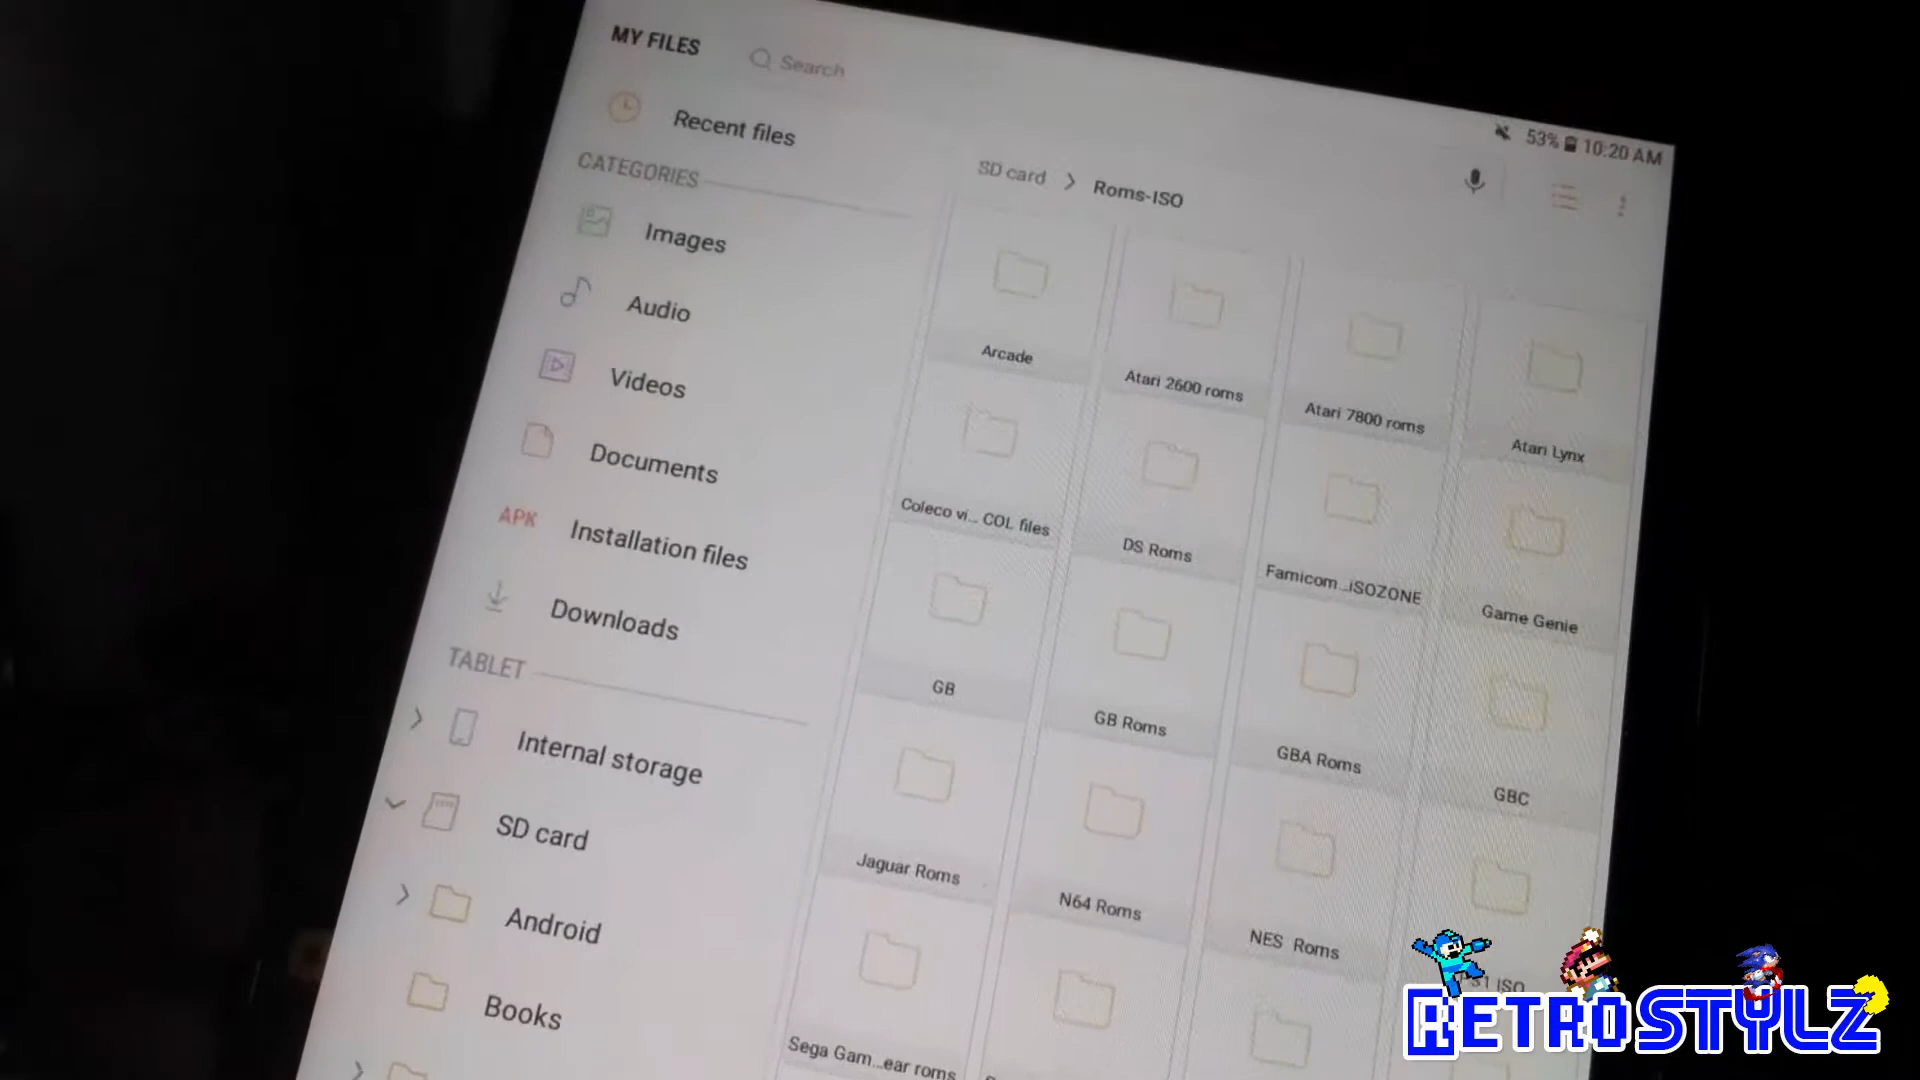 MY FILES
Search
53% 10:20 AM
Recent files
SD card > Roms-ISO
CATEGORIES
Images
Audio
Videos
Documents
APK Installation files
Downloads
TABLET
Internal storage
SD card
Android
Books
Arcade
Atari 2600 roms
Atari 7800 roms
Atari Lynx
Coleco vi... COL files
DS Roms
Famicom...iSOZONE
Game Genie
GB
GB Roms
GBA Roms
GBC
Jaguar Roms
N64 Roms
NES Roms
ISO
Sega Gam...ear roms
RETROSTYLZ